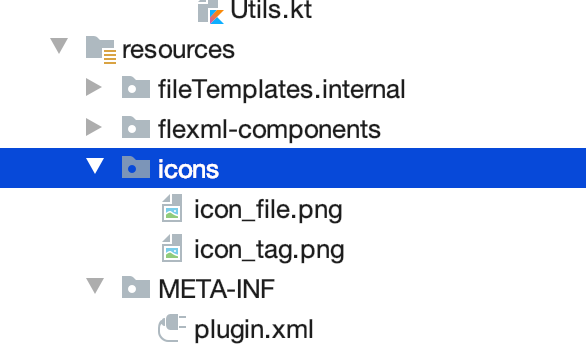 Utils.kt
resources
fileTemplates.internal
flexml-components
icons
icon_file.png
icon_tag.png
META-INF
plugin.xml